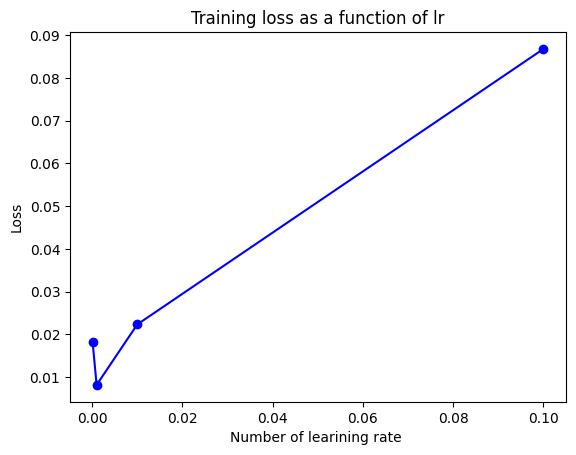 Training loss as a function of lr
0.09
0.08
0.07
0.06
0.05
0.04
0.03
0.02
0.01
Loss
0.00 0.02 0.04 0.06 0.08 0.10
Number of learining rate